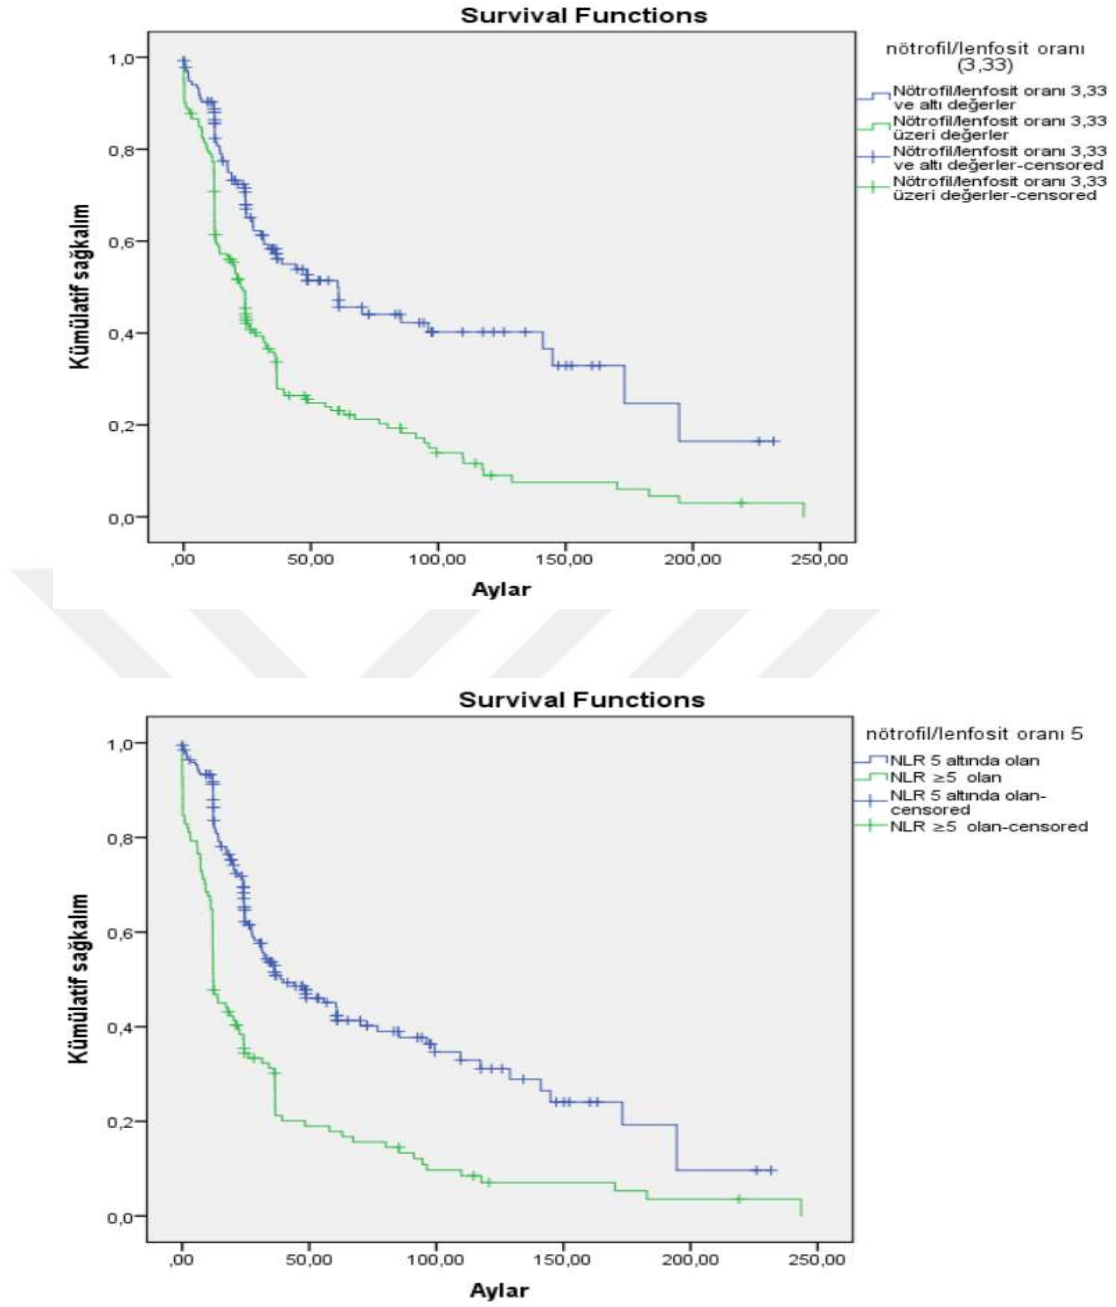 Survival Functions
nötrofil/lenfosit oranı
(3,33)
Nötrofil/lenfosit oranı 3,33
ve altı değerler
Nötrofil/lenfosit oranı 3,33
üzeri değerler
Nötrofil/lenfosit oranı 3,33
ve altı değerler-censored
Nötrofil/lenfosit oranı 3,33
üzeri değerler-censored
Kümülatif sağkalım
1,0
0,8
0,6
0,4
0,2
0,0
,00 50,00 100,00 150,00 200,00 250,00
Aylar
Survival Functions
nötrofil/lenfosit oranı 5
NLR 5 altında olan
NLR ≥5 olan
NLR 5 altında olan-
censored
NLR ≥5 olan-censored
Kümülatif sağkalım
1,0
0,8
0,6
0,4
0,2
0,0
,00 50,00 100,00 150,00 200,00 250,00
Aylar